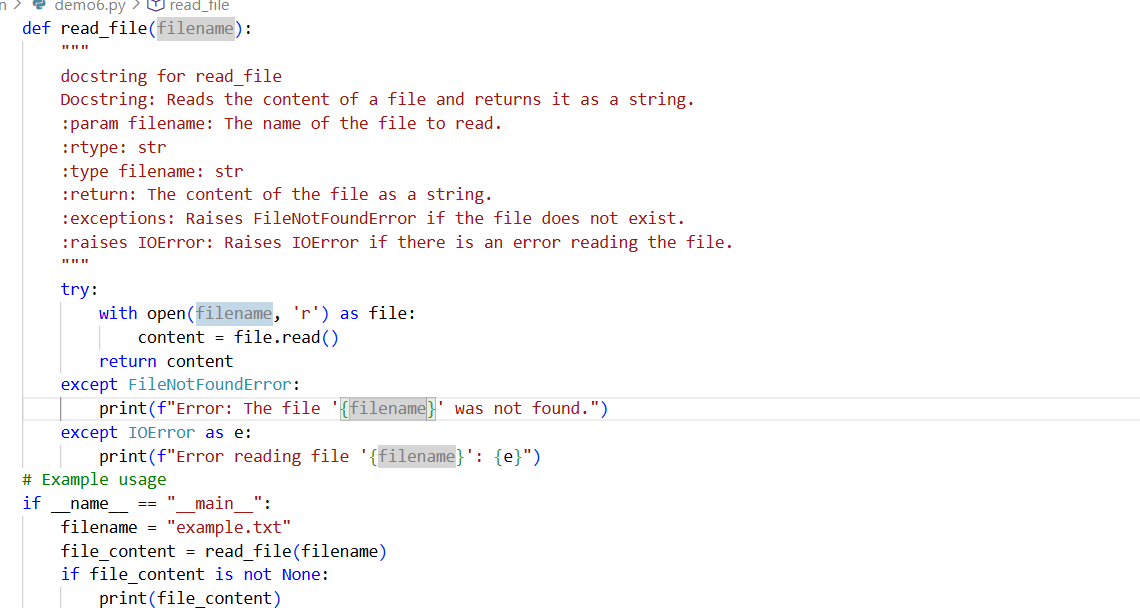 n > demo6.py > read_file
def read_file(filename):
    """
    docstring for read_file
    Docstring: Reads the content of a file and returns it as a string.
    :param filename: The name of the file to read.
    :rtype: str
    :type filename: str
    :return: The content of the file as a string.
    :exceptions: Raises FileNotFoundError if the file does not exist.
    :raises IOError: Raises IOError if there is an error reading the file.
    """
    try:
        with open(filename, 'r') as file:
            content = file.read()
        return content
    except FileNotFoundError:
        print(f"Error: The file '{filename}' was not found.")
    except IOError as e:
        print(f"Error reading file '{filename}': {e}")
# Example usage
if __name__ == "__main__":
    filename = "example.txt"
    file_content = read_file(filename)
    if file_content is not None:
        print(file_content)